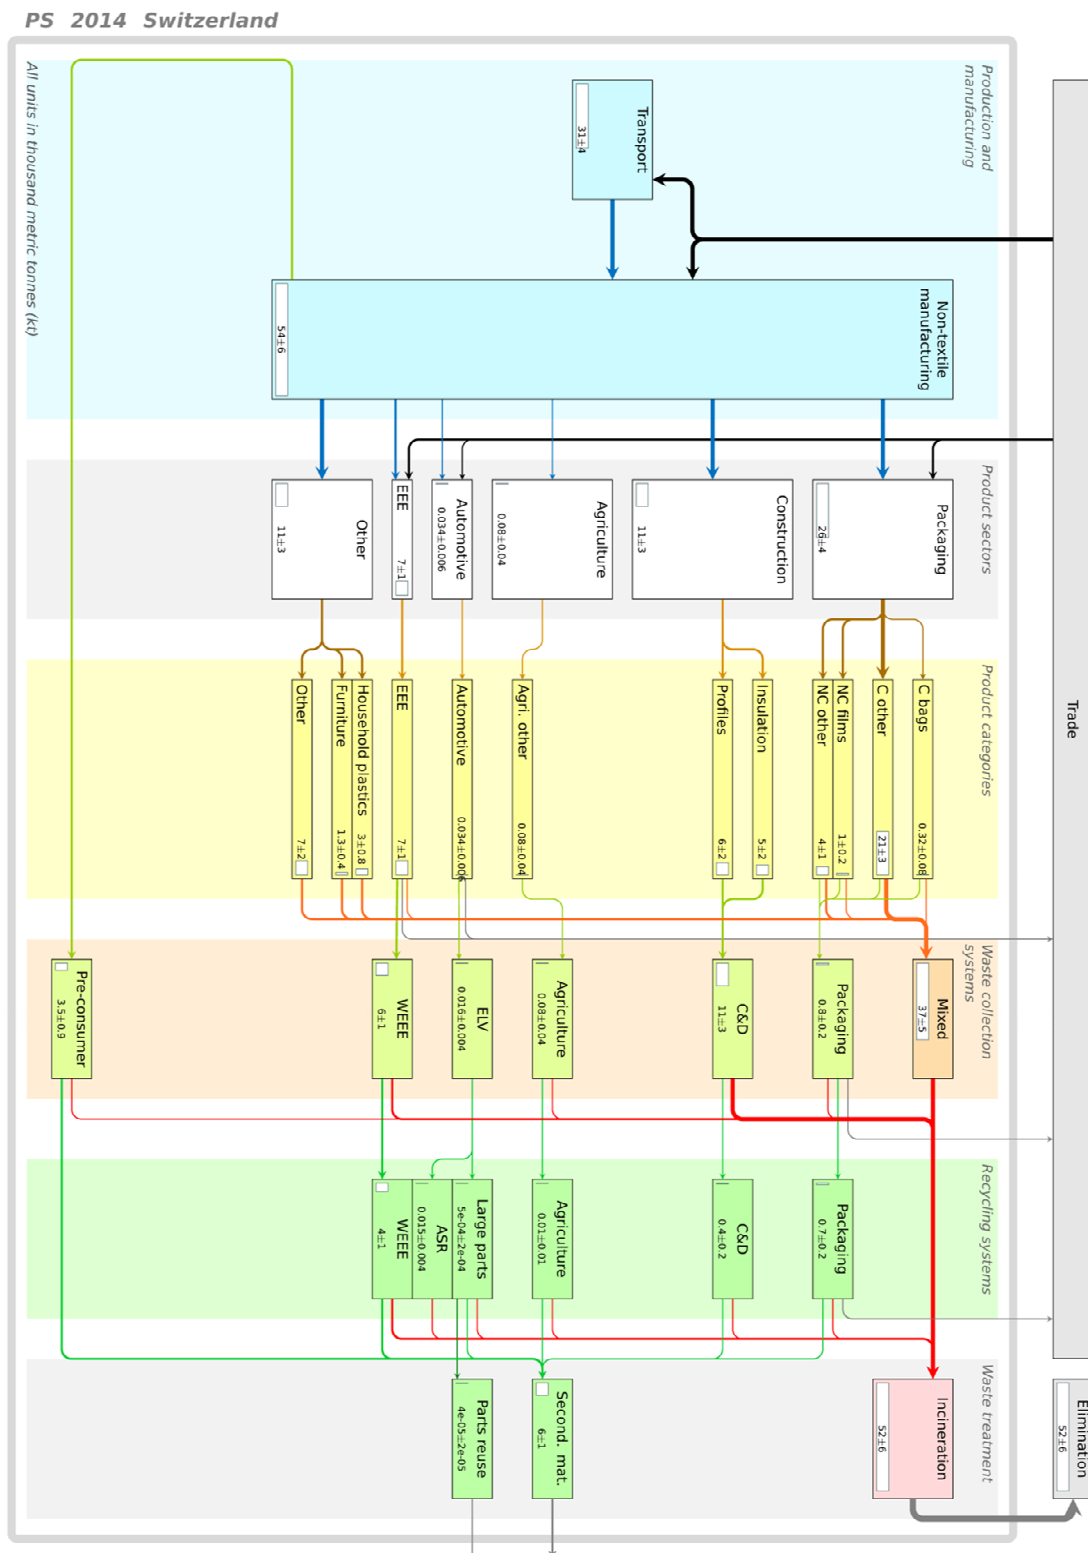 PS 2014 Switzerland
All units in thousand metric tonnes (kt)
Production and
manufacturing
Transport
31±4
Non-textile
manufacturing
54±6
Trade
Product sectors
Packaging
26±4
Construction
11±3
Agriculture
0.08±0.04
Automotive
0.034±0.006
EEE
7±1
Other
11±3
Product categories
C bags
0.32±0.08
C other
21±3
NC films
1±0.2
NC other
4±1
Insulation
5±2
Profiles
6±2
Agri. other
0.08±0.04
Automotive
0.034±0.006
EEE
7±1
Household plastics
3±0.8
Furniture
1.3±0.4
Other
7±2
Waste collection
systems
Mixed
37±5
Packaging
0.8±0.2
C&D
11±3
Agriculture
0.08±0.04
ELV
0.016±0.004
WEEE
6±1
Pre-consumer
3.5±0.9
Recycling systems
Packaging
0.7±0.2
C&D
0.4±0.2
Agriculture
0.01±0.01
Large parts
5e-04±2e-04
ASR
0.015±0.004
WEEE
4±1
Waste treatment
Incineration
52±6
Second. mat.
6±1
Parts reuse
4e-05±2e-05
Elimination
52±6